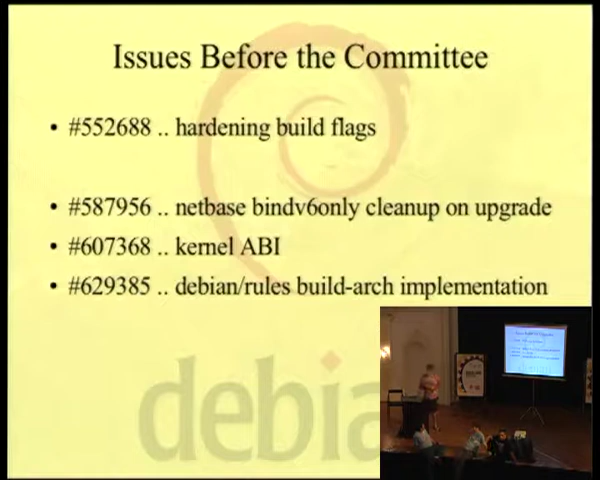 Issues Before the Committee
• #552688 .. hardening build flags
• #587956 .. netbase bindv6only cleanup on upgrade
• #607368 .. kernel ABI
• #629385 .. debian/rules build-arch implementation
debia